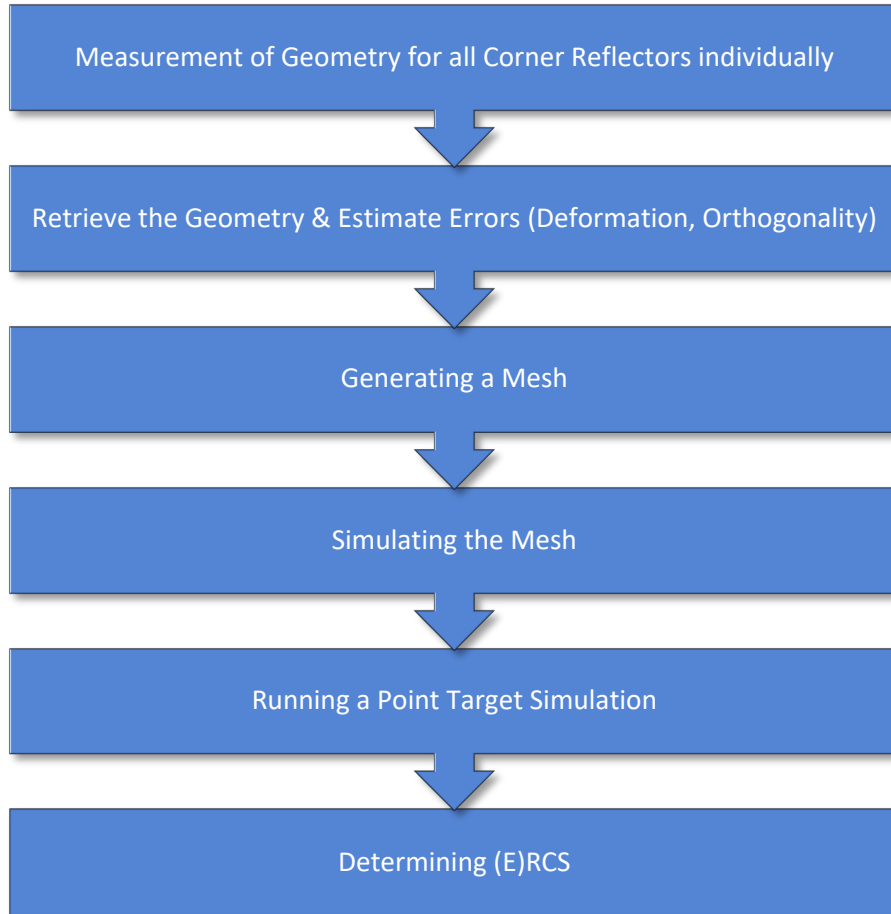 Measurement of Geometry for all Corner Reflectors individually
Retrieve the Geometry & Estimate Errors (Deformation, Orthogonality)
Generating a Mesh
Simulating the Mesh
Running a Point Target Simulation
Determining (E)RCS